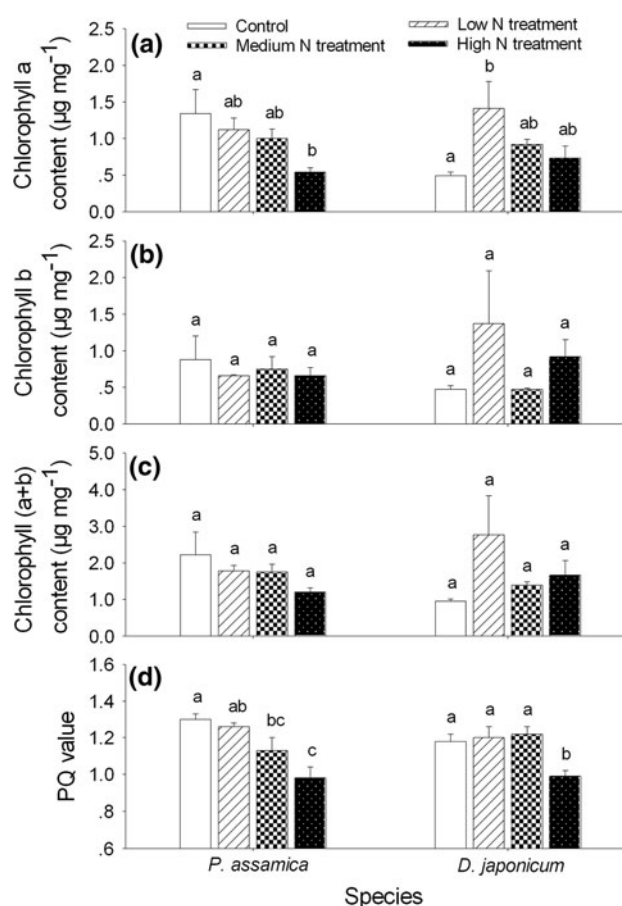 Control
Low N treatment
Medium N treatment
High N treatment
(a)
Chlorophyll a
content (µg mg⁻¹)
2.5
2.0
1.5
1.0
.5
0.0
a ab ab b
a b ab ab
(b)
Chlorophyll b
content (µg mg⁻¹)
2.5
2.0
1.5
1.0
.5
0.0
a a a a
a a a a
(c)
Chlorophyll (a+b)
content (µg mg⁻¹)
5.0
4.0
3.0
2.0
1.0
0.0
a a a a
a a a a
(d)
PQ value
1.6
1.4
1.2
1.0
.8
.6
a ab bc c
a a a b
P. assamica D. japonicum
Species